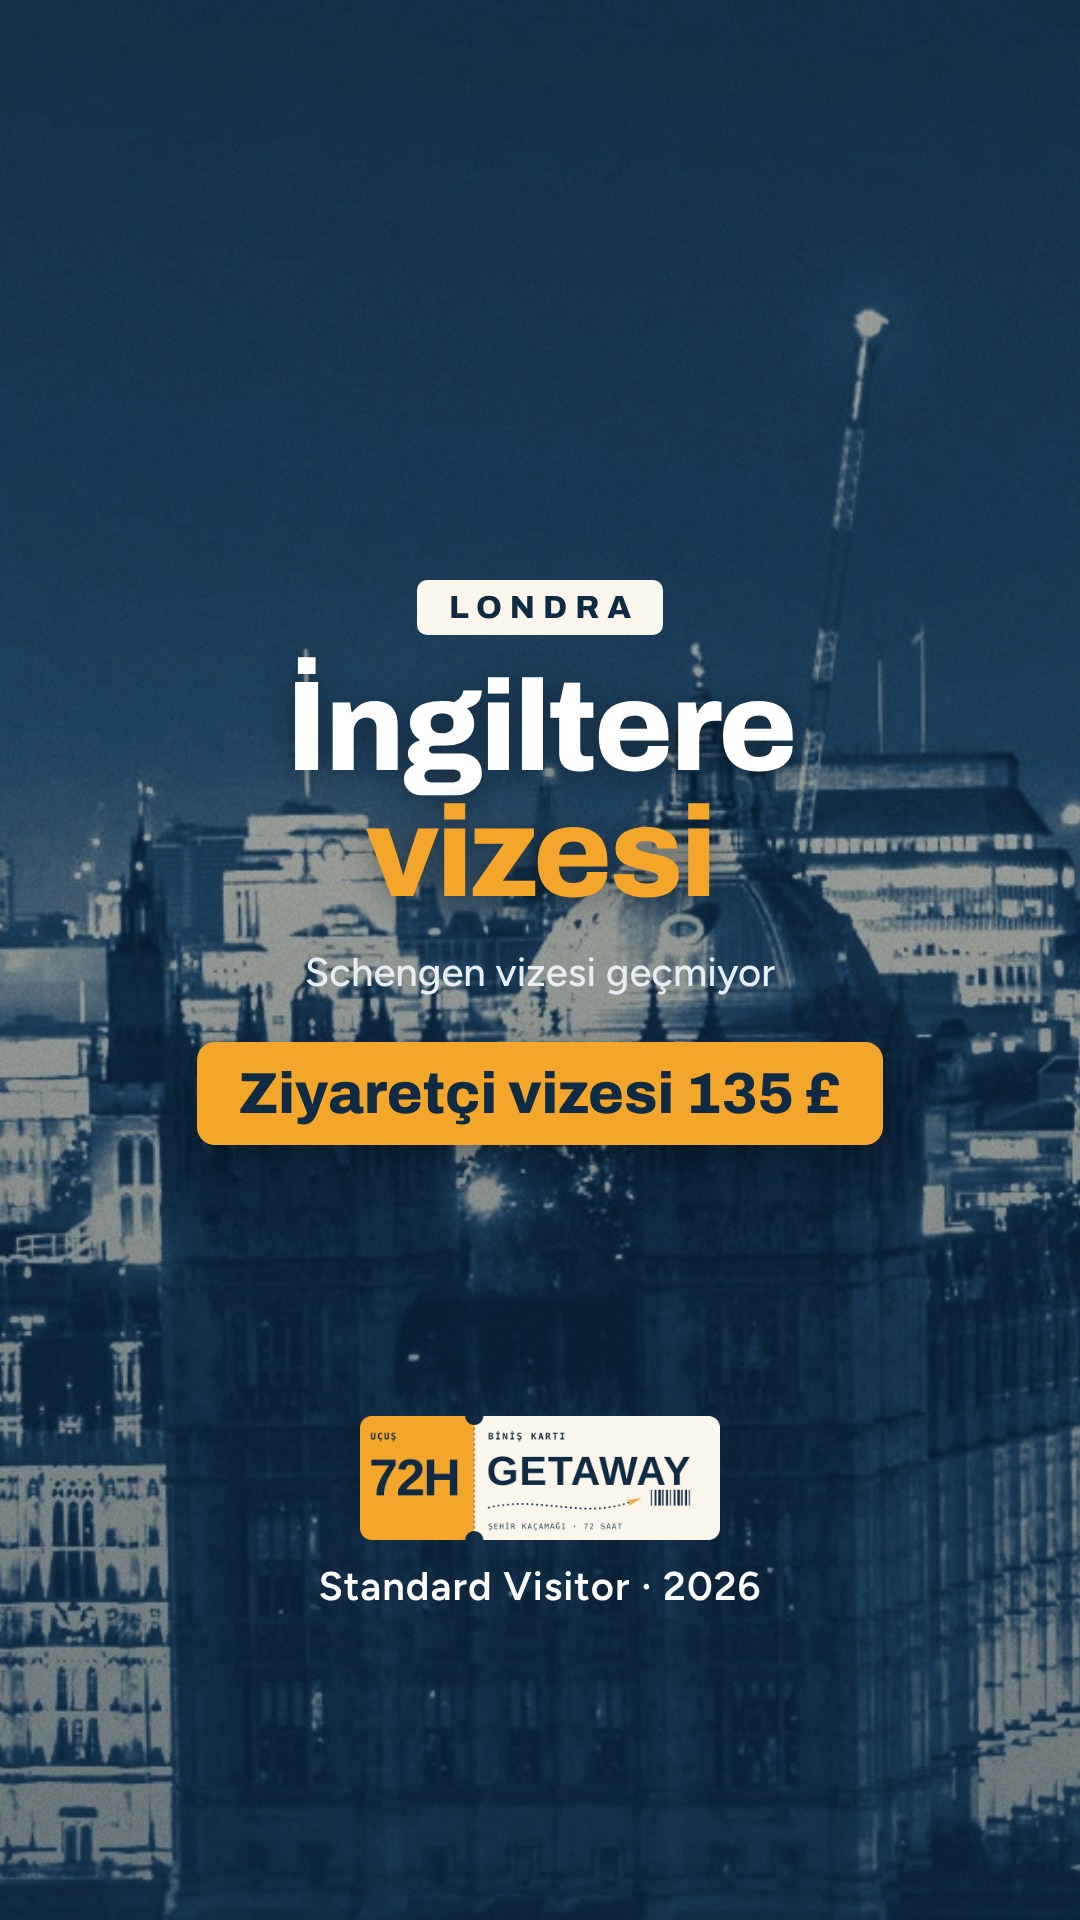 LONDRA
İngiltere
vizesi
Schengen vizesi geçmiyor
Ziyaretçi vizesi 135 £
UÇUŞ
72H
BİNİŞ KARTI
GETAWAY
ŞEHİR KAÇAMAĞI · 72 SAAT
Standard Visitor · 2026